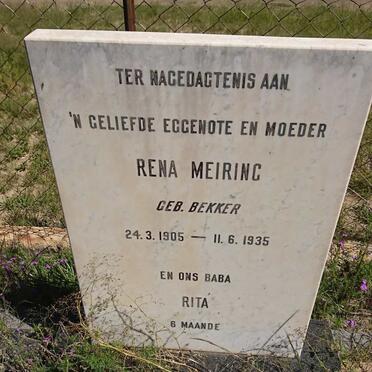 TER NAGEDAGTENIS AAN
'N GELIEFDE EGGENOTE EN MOEDER
RENA MEIRING
GEB. BEKKER
24.3.1905 — 11.6.1935
EN ONS BABA
RITA
6 MAANDE